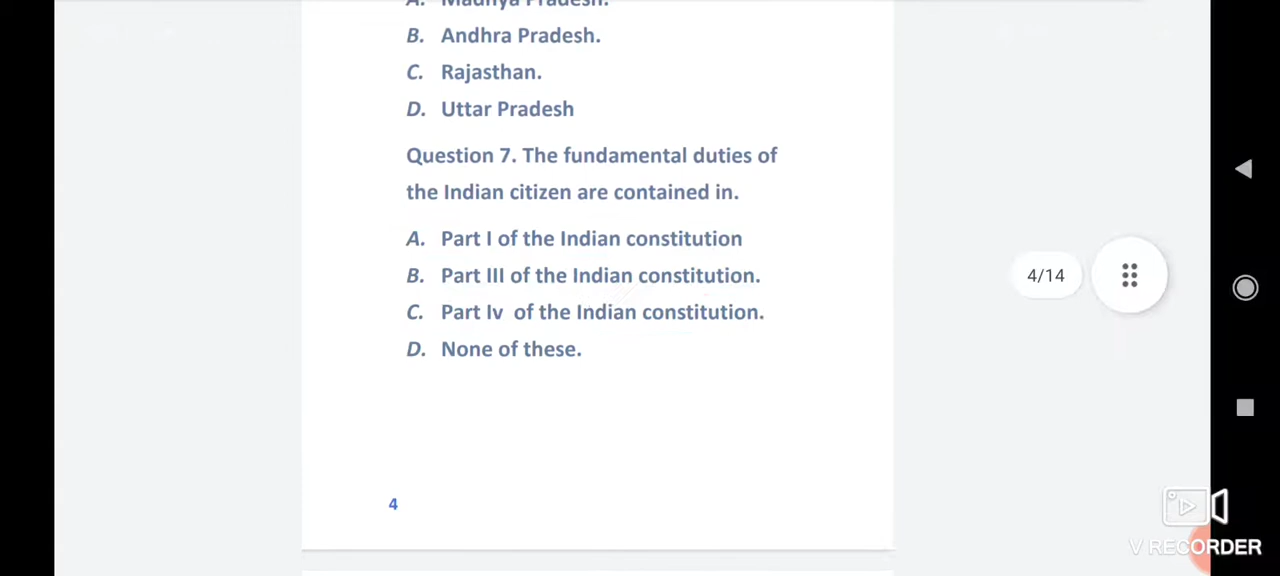 A. Madhya Pradesh.
B. Andhra Pradesh.
C. Rajasthan.
D. Uttar Pradesh
Question 7. The fundamental duties of
the Indian citizen are contained in.
A. Part I of the Indian constitution
B. Part III of the Indian constitution.
C. Part Iv of the Indian constitution.
D. None of these.
4/14
4
V RECORDER